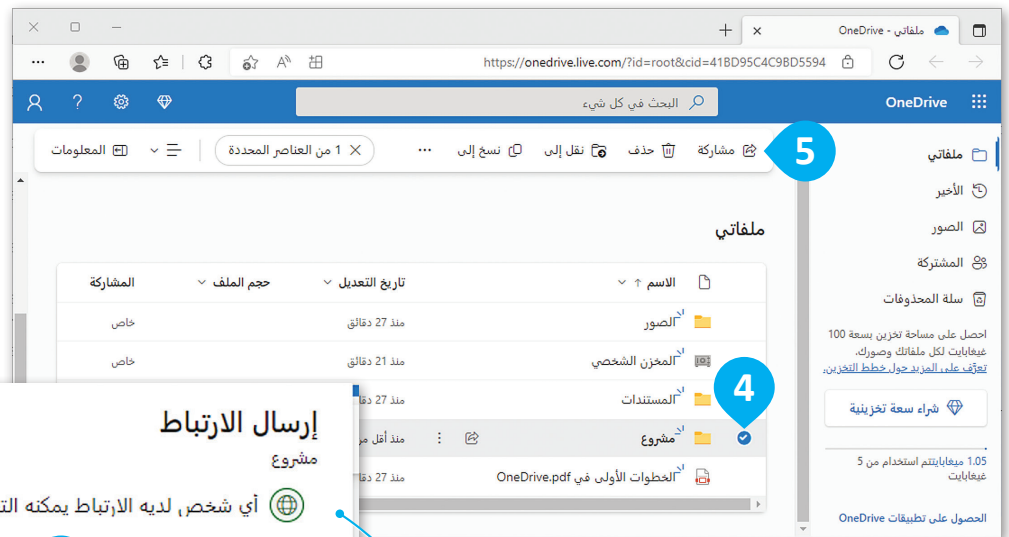 ملفاتي - OneDrive
https://onedrive.live.com/?id=root&cid=41BD95C4C9BD5594
OneDrive
البحث في كل شيء
?
5
مشاركة
حذف
نقل إلى
نسخ إلى
1 من العناصر المحددة
المعلومات
ملفاتي
الأخير
الصور
المشتركة
سلة المحذوفات
احصل على مساحة تخزين بسعة 100
غيغابايت لكل ملفاتك وصورك.
تعرّف على المزيد حول خطط التخزين.
شراء سعة تخزينية
1.05 ميغابايتتم استخدام من 5
غيغابايت
الحصول على تطبيقات OneDrive
ملفاتي
الاسم تاريخ التعديل حجم الملف المشاركة
الصور منذ 27 دقائق خاص
المخزن الشخصي منذ 21 دقائق خاص
4
المستندات منذ 27
مشروع منذ أقل
الخطوات الأولى في OneDrive.pdf منذ 27
إرسال الارتباط
مشروع
أي شخص لديه الارتباط يمكنه